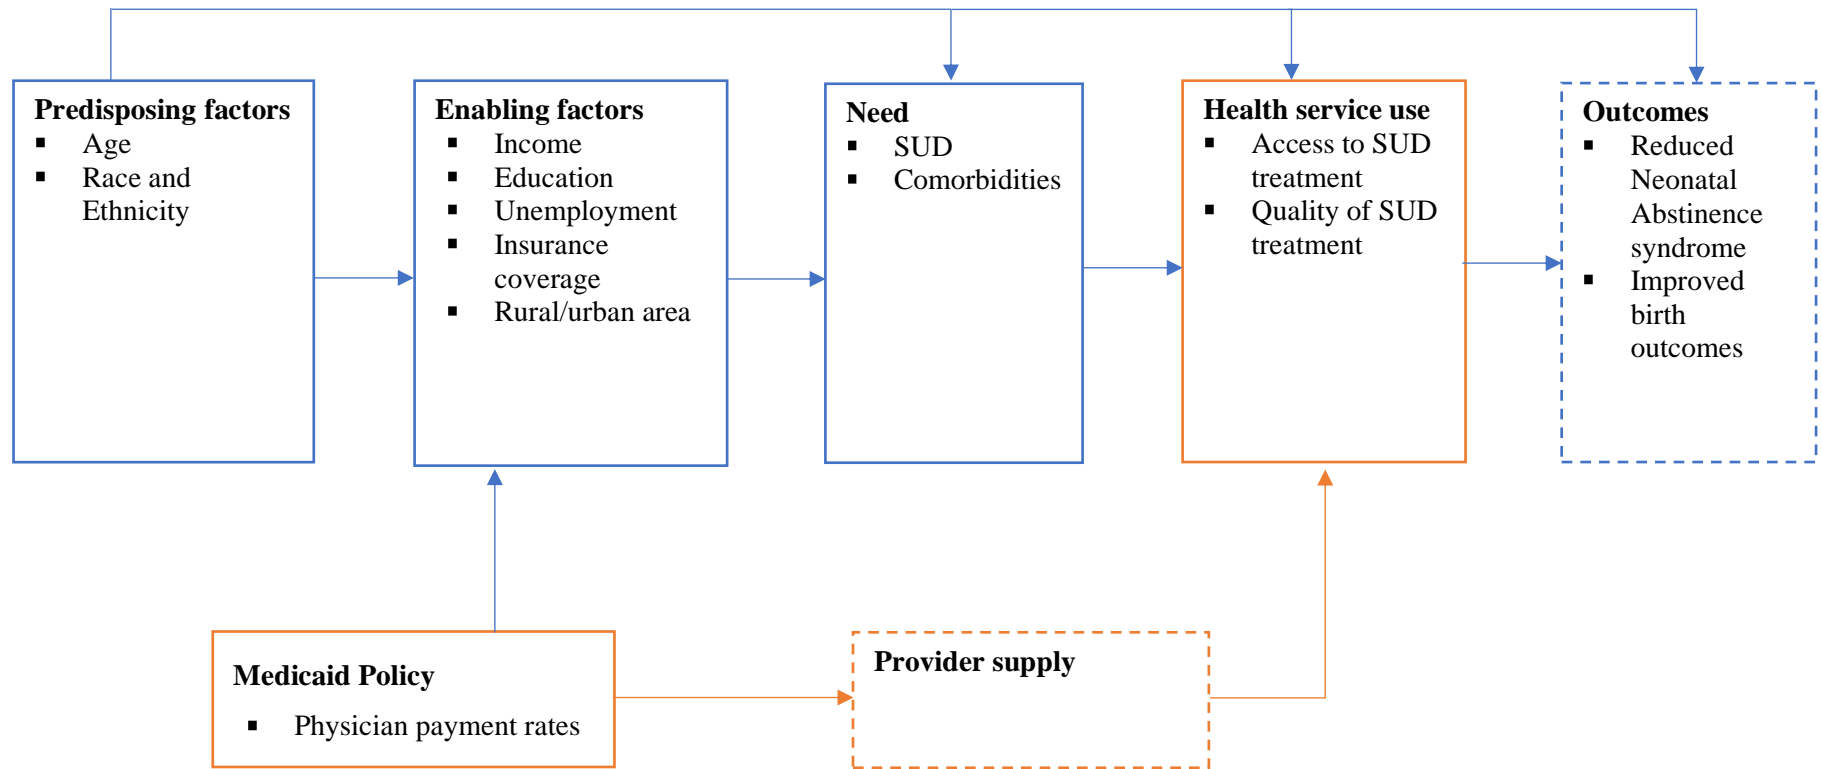 Predisposing factors
▪ Age
▪ Race and
Ethnicity
Enabling factors
▪ Income
▪ Education
▪ Unemployment
▪ Insurance
coverage
▪ Rural/urban area
Need
▪ SUD
▪ Comorbidities
Health service use
▪ Access to SUD
treatment
▪ Quality of SUD
treatment
Outcomes
▪ Reduced
Neonatal
Abstinence
syndrome
▪ Improved
birth
outcomes
Medicaid Policy
▪ Physician payment rates
Provider supply